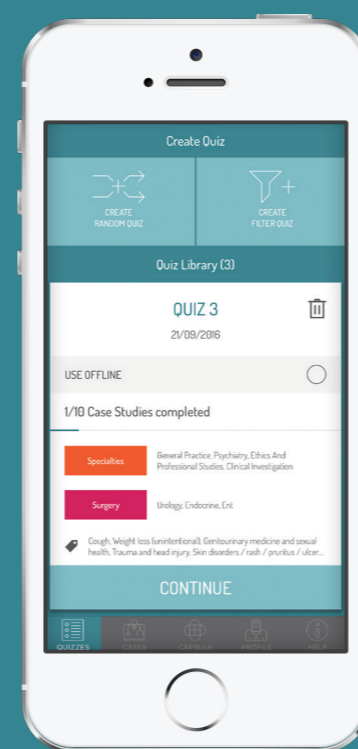 Create Quiz
CREATE
RANDOM QUIZ
CREATE
FILTER QUIZ
Quiz Library (3)
QUIZ 3
21/09/2016
USE OFFLINE
1/10 Case Studies completed
Specialties
General Practice, Psychiatry, Ethics And
Professional Studies, Clinical Investigation
Surgery
Urology, Endocrine, Ent
Cough, Weight loss (unintentional), Genitourinary medicine and sexual
health, Trauma and head injury, Skin disorders / rash / pruritus / ulcer...
CONTINUE
QUIZZES
CASES
CAPSULE
PROFILE
HELP